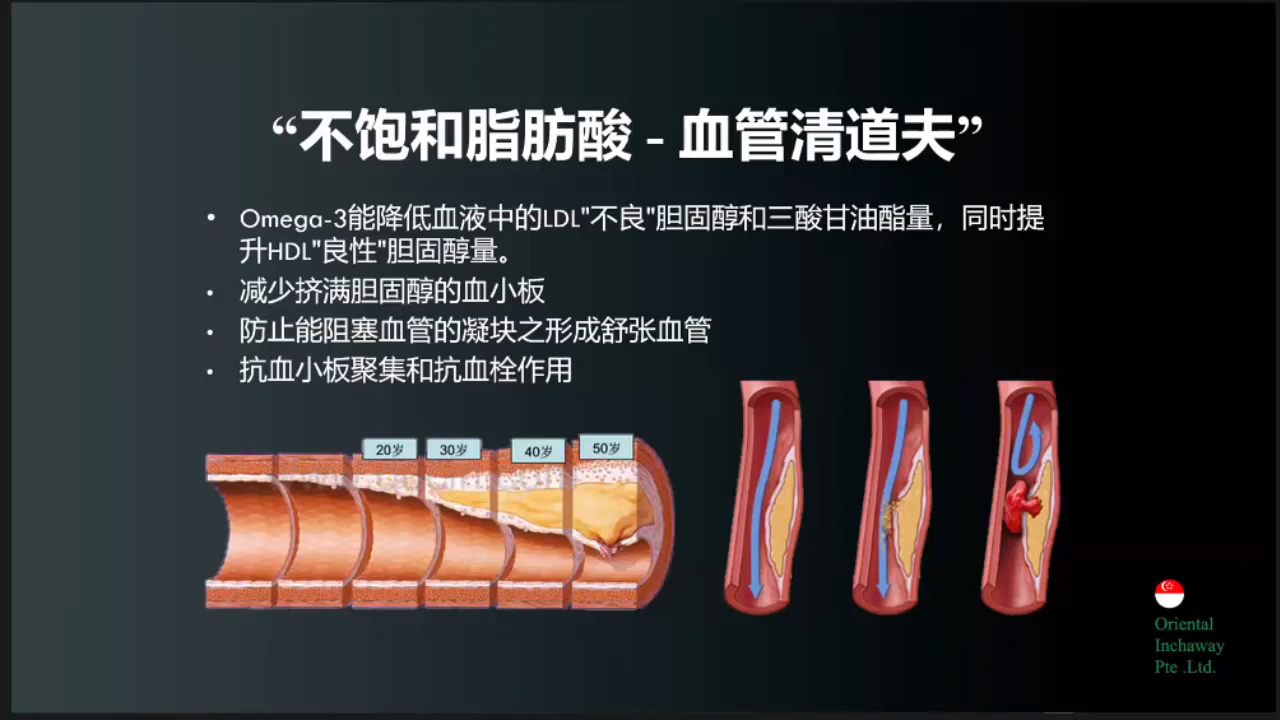 “不饱和脂肪酸 - 血管清道夫”
• Omega-3能降低血液中的LDL"不良"胆固醇和三酸甘油酯量，同时提
升HDL"良性"胆固醇量。
• 减少挤满胆固醇的血小板
• 防止能阻塞血管的凝块之形成舒张血管
• 抗血小板聚集和抗血栓作用
20岁
30岁
40岁
50岁
Oriental
Inchaway
Pte .Ltd.